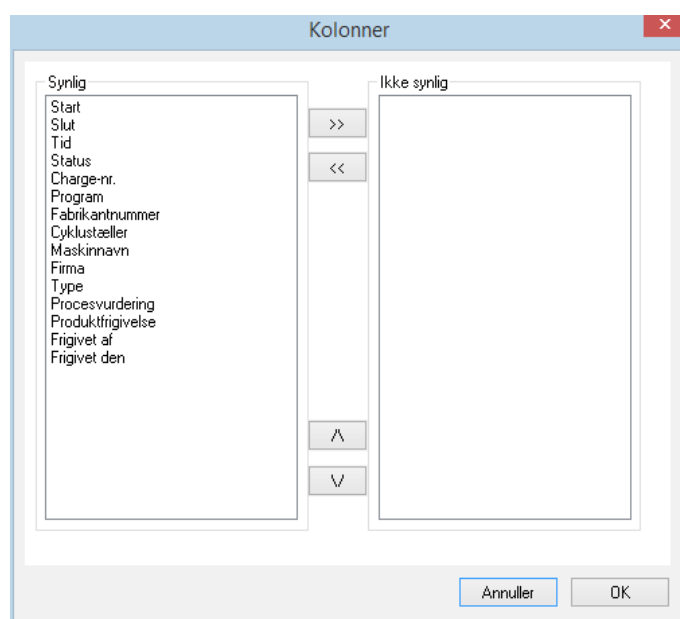 Kolonner
Synlig
Start
Slut
Tid
Status
Charge-nr.
Program
Fabrikantnummer
Cyklustæller
Maskinnavn
Firma
Type
Procesvurdering
Produktfrigivelse
Frigivet af
Frigivet den
>>
<<
/\
\/
Ikke synlig
Annuller
OK